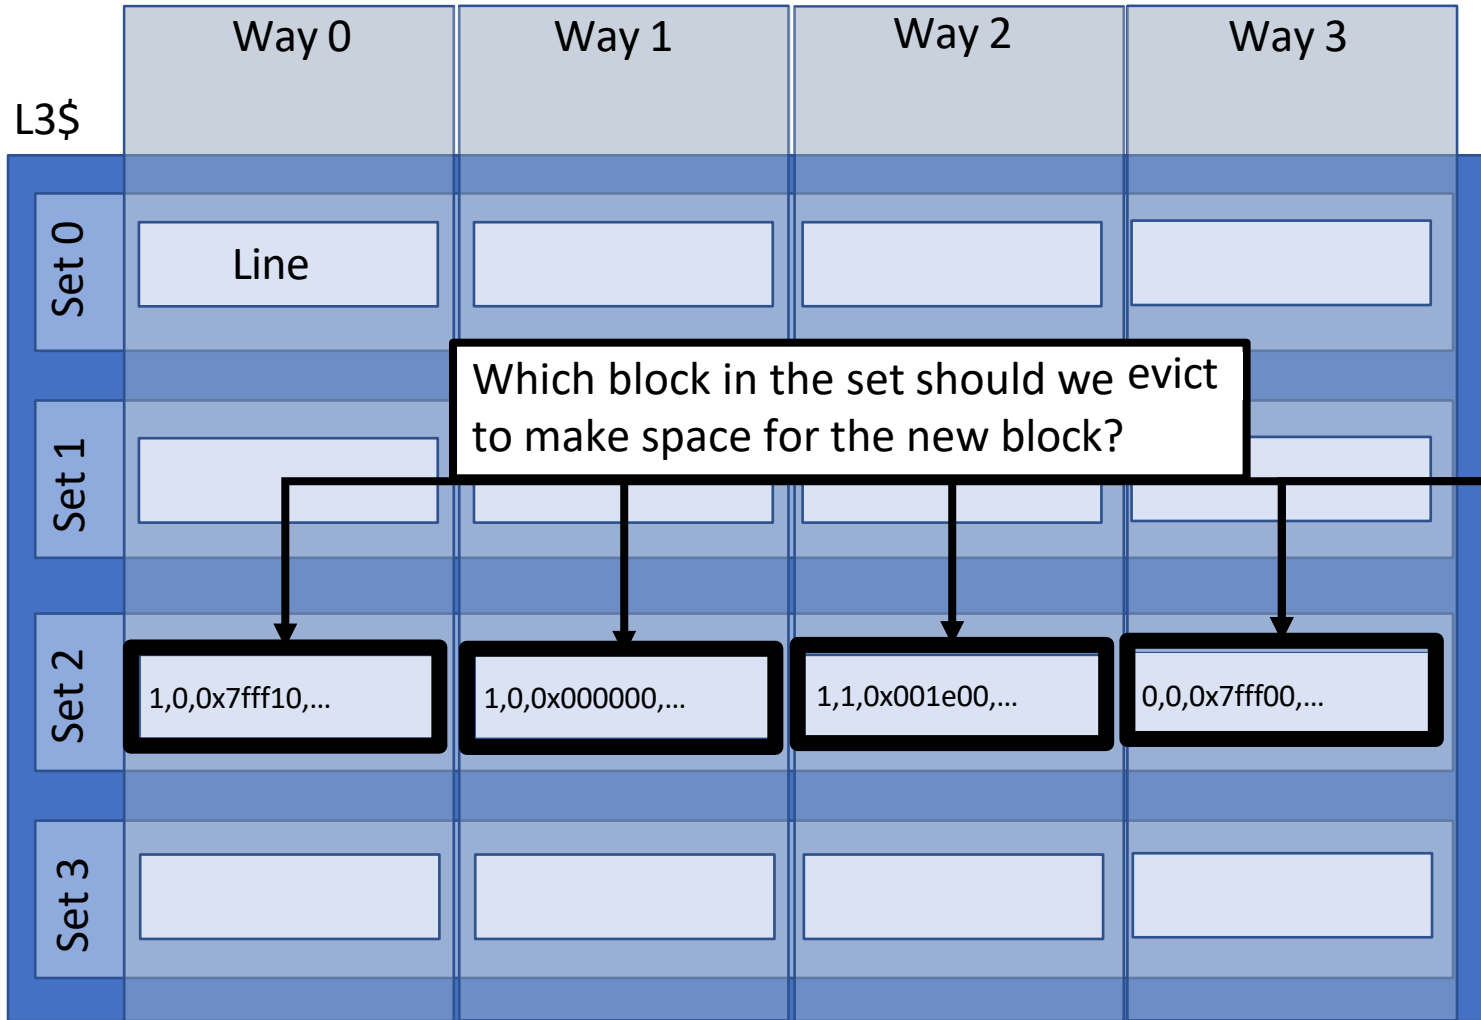 Way 0 Way 1 Way 2 Way 3
L3$
Set 0
Line
Which block in the set should we evict
to make space for the new block?
Set 1
Set 2
1,0,0x7fff10,... 1,0,0x000000,... 1,1,0x001e00,... 0,0,0x7fff00,...
Set 3